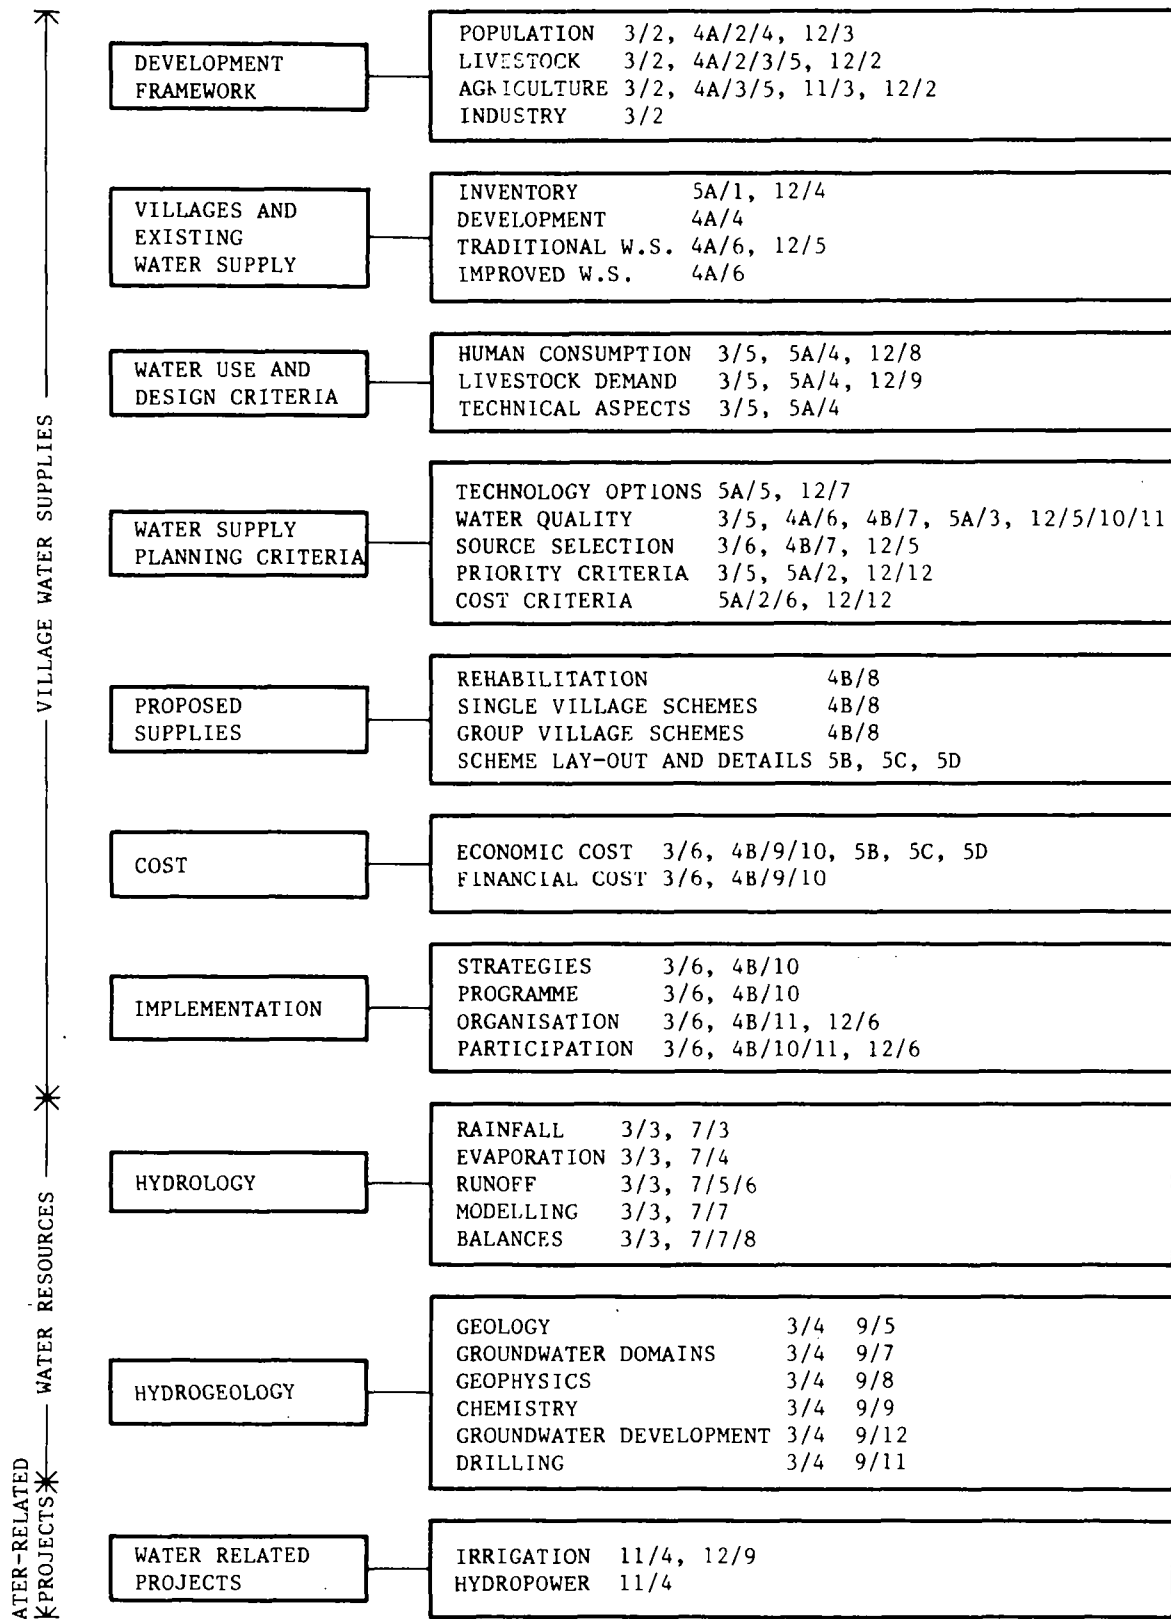 VILLAGE WATER SUPPLIES
DEVELOPMENT
FRAMEWORK
POPULATION 3/2, 4A/2/4, 12/3
LIVESTOCK 3/2, 4A/2/3/5, 12/2
AGRICULTURE 3/2, 4A/3/5, 11/3, 12/2
INDUSTRY 3/2
VILLAGES AND
EXISTING
WATER SUPPLY
INVENTORY 5A/1, 12/4
DEVELOPMENT 4A/4
TRADITIONAL W.S. 4A/6, 12/5
IMPROVED W.S. 4A/6
WATER USE AND
DESIGN CRITERIA
HUMAN CONSUMPTION 3/5, 5A/4, 12/8
LIVESTOCK DEMAND 3/5, 5A/4, 12/9
TECHNICAL ASPECTS 3/5, 5A/4
WATER SUPPLY
PLANNING CRITERIA
TECHNOLOGY OPTIONS 5A/5, 12/7
WATER QUALITY 3/5, 4A/6, 4B/7, 5A/3, 12/5/10/11
SOURCE SELECTION 3/6, 4B/7, 12/5
PRIORITY CRITERIA 3/5, 5A/2, 12/12
COST CRITERIA 5A/2/6, 12/12
PROPOSED
SUPPLIES
REHABILITATION 4B/8
SINGLE VILLAGE SCHEMES 4B/8
GROUP VILLAGE SCHEMES 4B/8
SCHEME LAY-OUT AND DETAILS 5B, 5C, 5D
COST
ECONOMIC COST 3/6, 4B/9/10, 5B, 5C, 5D
FINANCIAL COST 3/6, 4B/9/10
IMPLEMENTATION
STRATEGIES 3/6, 4B/10
PROGRAMME 3/6, 4B/10
ORGANISATION 3/6, 4B/11, 12/6
PARTICIPATION 3/6, 4B/10/11, 12/6
WATER RESOURCES
HYDROLOGY
RAINFALL 3/3, 7/3
EVAPORATION 3/3, 7/4
RUNOFF 3/3, 7/5/6
MODELLING 3/3, 7/7
BALANCES 3/3, 7/7/8
HYDROGEOLOGY
GEOLOGY 3/4 9/5
GROUNDWATER DOMAINS 3/4 9/7
GEOPHYSICS 3/4 9/8
CHEMISTRY 3/4 9/9
GROUNDWATER DEVELOPMENT 3/4 9/12
DRILLING 3/4 9/11
ATER-RELATED
PROJECTS
WATER RELATED
PROJECTS
IRRIGATION 11/4, 12/9
HYDROPOWER 11/4